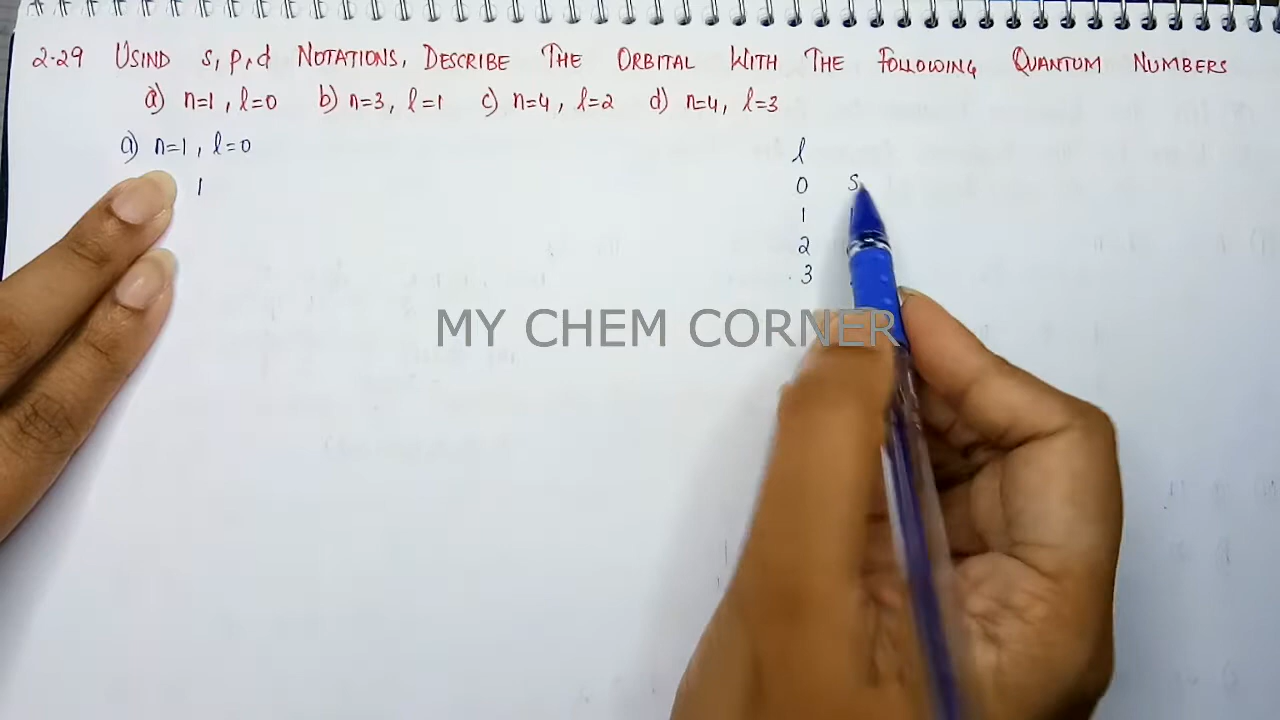 2.29 USIND s, p, d NOTATIONS, DESCRIBE THE ORBITAL WITH THE FOLLOWING QUANTUM NUMBERS
a) n=1, l=0 b) n=3, l=1 c) n=4, l=2 d) n=4, l=3
a) n=1, l=0
l
1
0 S
1
2
3
MY CHEM CORNER